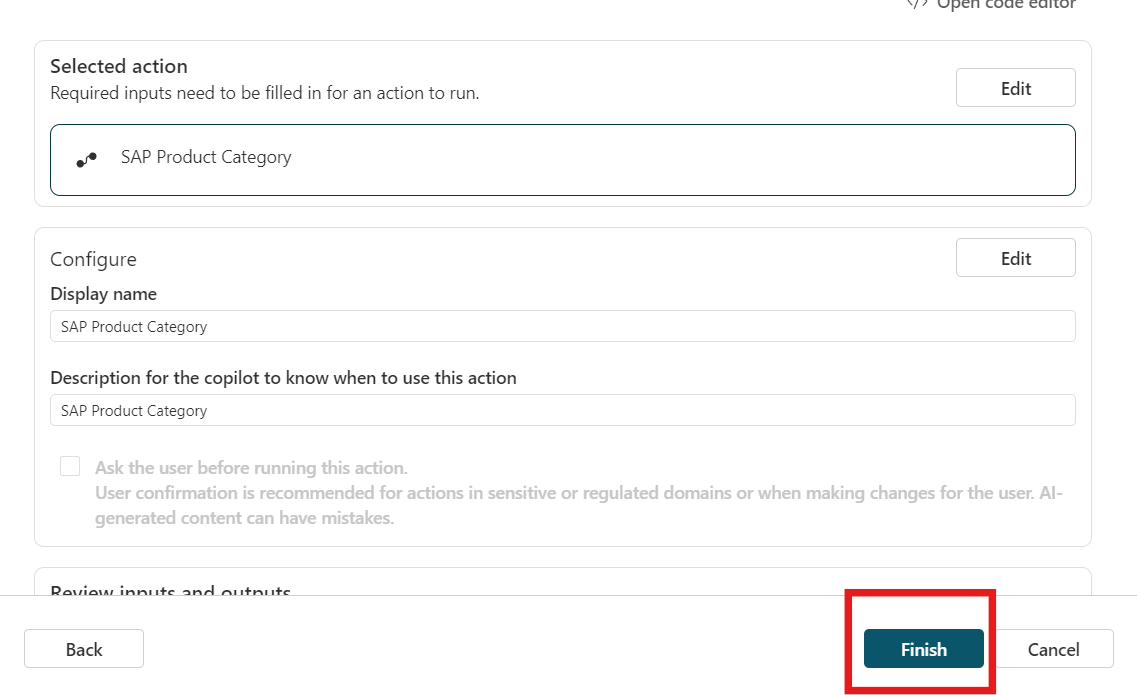 Open code editor
Selected action
Required inputs need to be filled in for an action to run.
Edit
SAP Product Category
Configure
Edit
Display name
SAP Product Category
Description for the copilot to know when to use this action
SAP Product Category
Ask the user before running this action.
User confirmation is recommended for actions in sensitive or regulated domains or when making changes for the user. AI-
generated content can have mistakes.
Review inputs and outputs
Back
Finish
Cancel